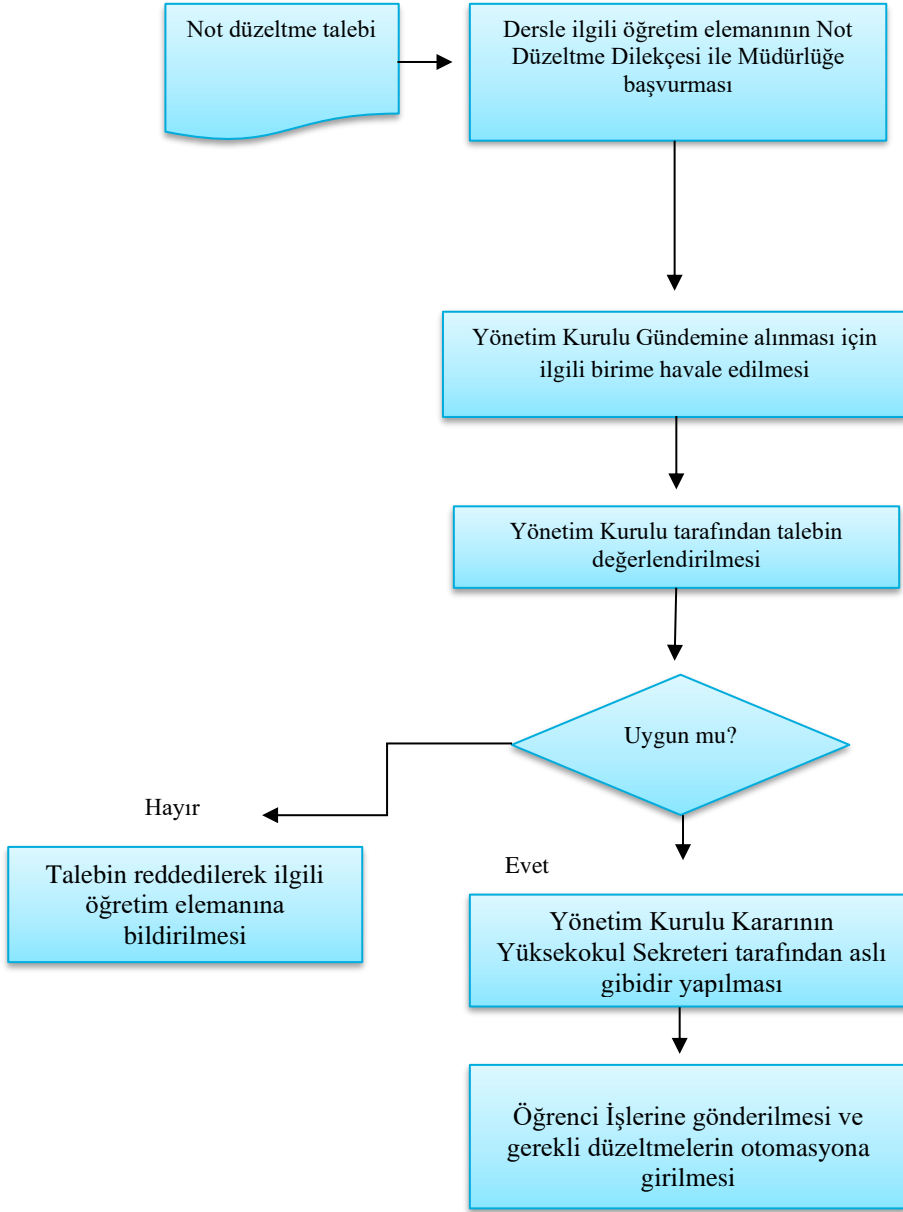 Not düzeltme talebi
Dersle ilgili öğretim elemanının Not
Düzeltme Dilekçesi ile Müdürlüğe
başvurması
Yönetim Kurulu Gündemine alınması için
ilgili birime havale edilmesi
Yönetim Kurulu tarafından talebin
değerlendirilmesi
Uygun mu?
Hayır
Talebin reddedilerek ilgili
öğretim elemanına
bildirilmesi
Evet
Yönetim Kurulu Kararının
Yüksekokul Sekreteri tarafından aslı
gibidir yapılması
Öğrenci İşlerine gönderilmesi ve
gerekli düzeltmelerin otomasyona
girilmesi